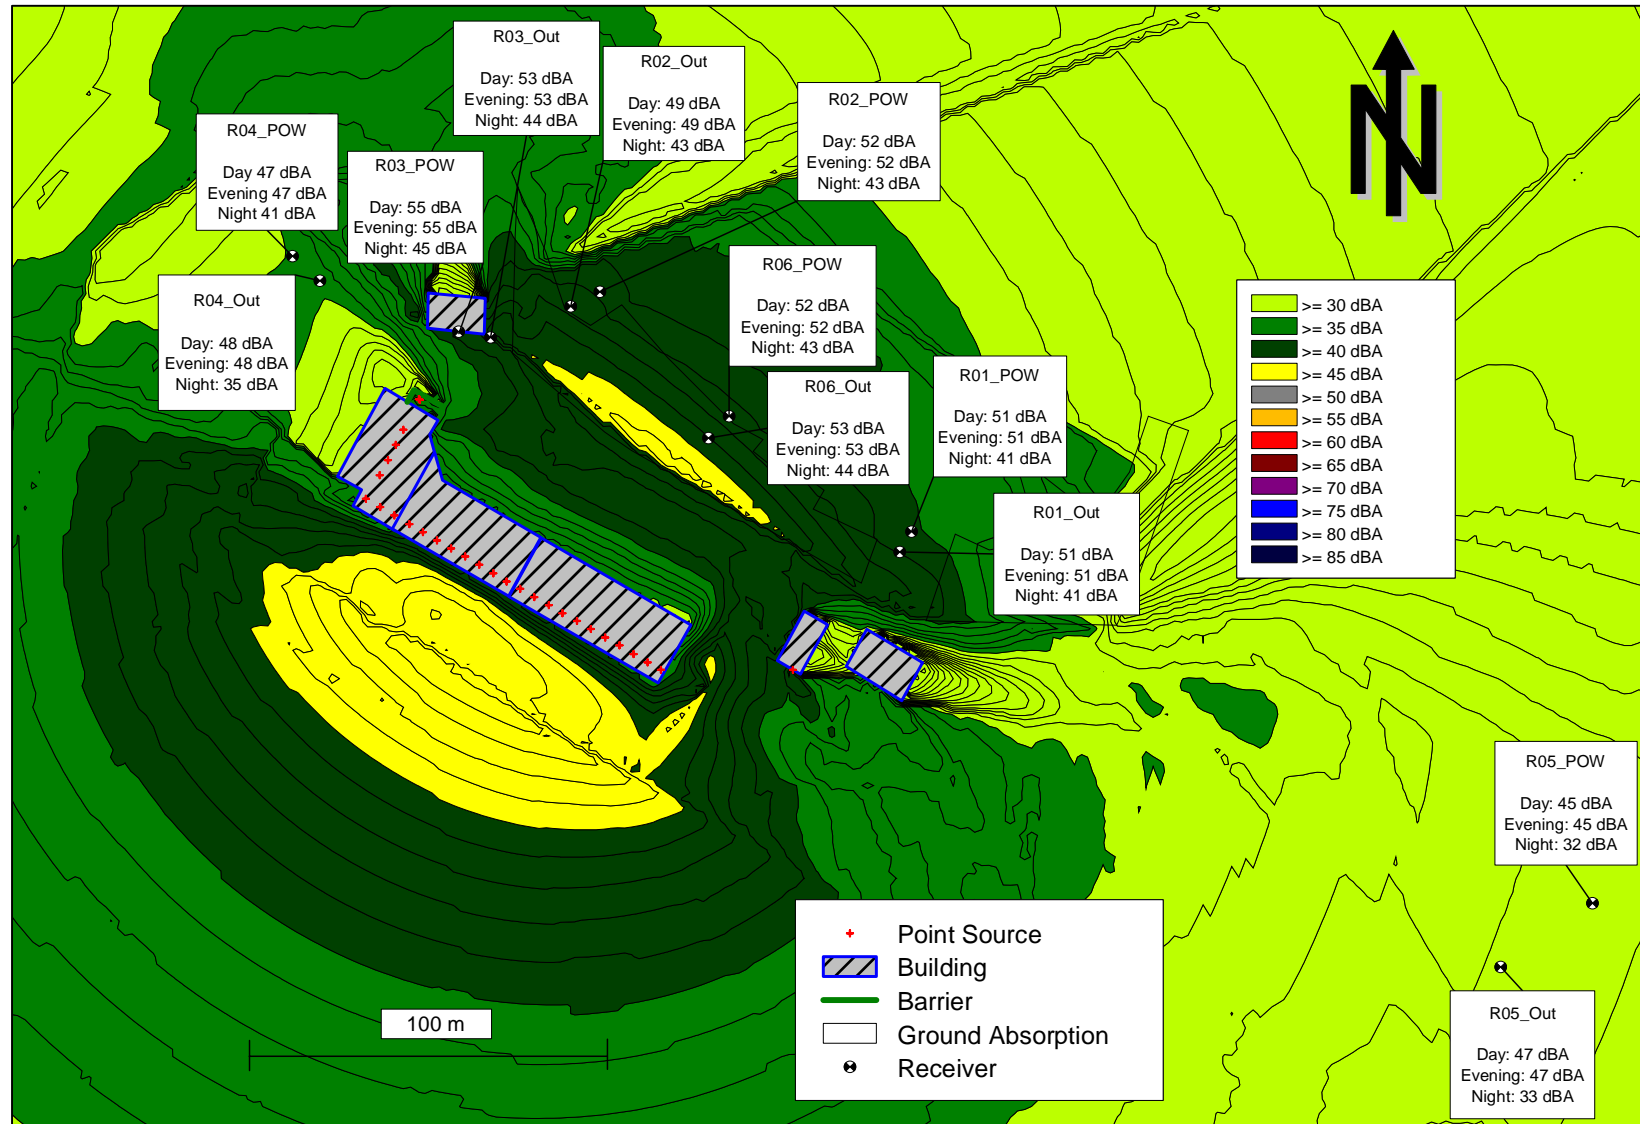 R03_Out
Day: 53 dBA
Evening: 53 dBA
Night: 44 dBA
R02_Out
Day: 49 dBA
Evening: 49 dBA
Night: 43 dBA
R02_POW
Day: 52 dBA
Evening: 52 dBA
Night: 43 dBA
R04_POW
Day 47 dBA
Evening 47 dBA
Night 41 dBA
R03_POW
Day: 55 dBA
Evening: 55 dBA
Night: 45 dBA
N
R04_Out
Day: 48 dBA
Evening: 48 dBA
Night: 35 dBA
R06_POW
Day: 52 dBA
Evening: 52 dBA
Night: 43 dBA
R06_Out
Day: 53 dBA
Evening: 53 dBA
Night: 44 dBA
R01_POW
Day: 51 dBA
Evening: 51 dBA
Night: 41 dBA
R01_Out
Day: 51 dBA
Evening: 51 dBA
Night: 41 dBA
>= 30 dBA
>= 35 dBA
>= 40 dBA
>= 45 dBA
>= 50 dBA
>= 55 dBA
>= 60 dBA
>= 65 dBA
>= 70 dBA
>= 75 dBA
>= 80 dBA
>= 85 dBA
R05_POW
Day: 45 dBA
Evening: 45 dBA
Night: 32 dBA
R05_Out
Day: 47 dBA
Evening: 47 dBA
Night: 33 dBA
100 m
Point Source
Building
Barrier
Ground Absorption
Receiver